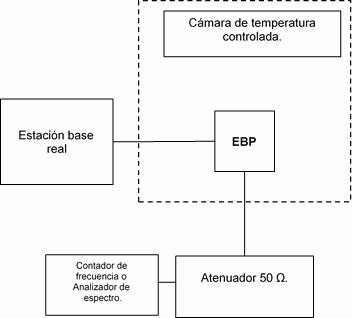 Cámara de temperatura
controlada.
Estación base
real
EBP
Contador de
frecuencia o
Analizador de
espectro.
Atenuador 50 Ω.